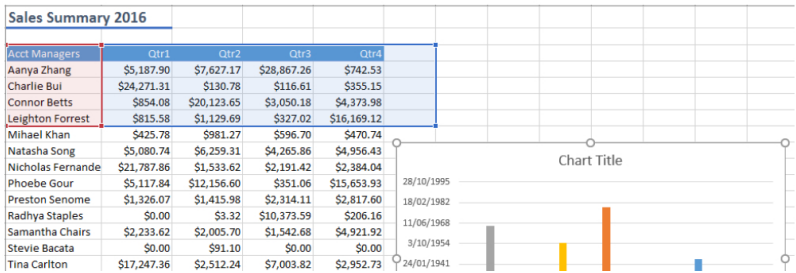 Sales Summary 2016
Acct Managers Qtr1 Qtr2 Qtr3 Qtr4
Aanya Zhang $5,187.90 $7,627.17 $28,867.26 $742.53
Charlie Bui $24,271.31 $130.78 $116.61 $355.15
Connor Betts $854.08 $20,123.65 $3,050.18 $4,373.98
Leighton Forrest $815.58 $1,129.69 $327.02 $16,169.12
Mihael Khan $425.78 $981.27 $596.70 $470.74
Natasha Song $5,080.74 $6,259.31 $4,265.86 $4,956.43
Nicholas Fernande $21,787.86 $1,533.62 $2,191.42 $2,384.04
Phoebe Gour $5,117.84 $12,156.60 $351.06 $15,653.93
Preston Senome $1,326.07 $1,415.98 $2,314.11 $2,817.60
Radhya Staples $0.00 $3.32 $10,373.59 $206.16
Samantha Chairs $2,233.62 $2,005.70 $1,542.68 $4,921.92
Stevie Bacata $0.00 $91.10 $0.00 $0.00
Tina Carlton $17,247.36 $2,512.24 $7,003.82 $2,952.73
Chart Title
28/10/1995
18/02/1982
11/06/1968
3/10/1954
24/01/1941